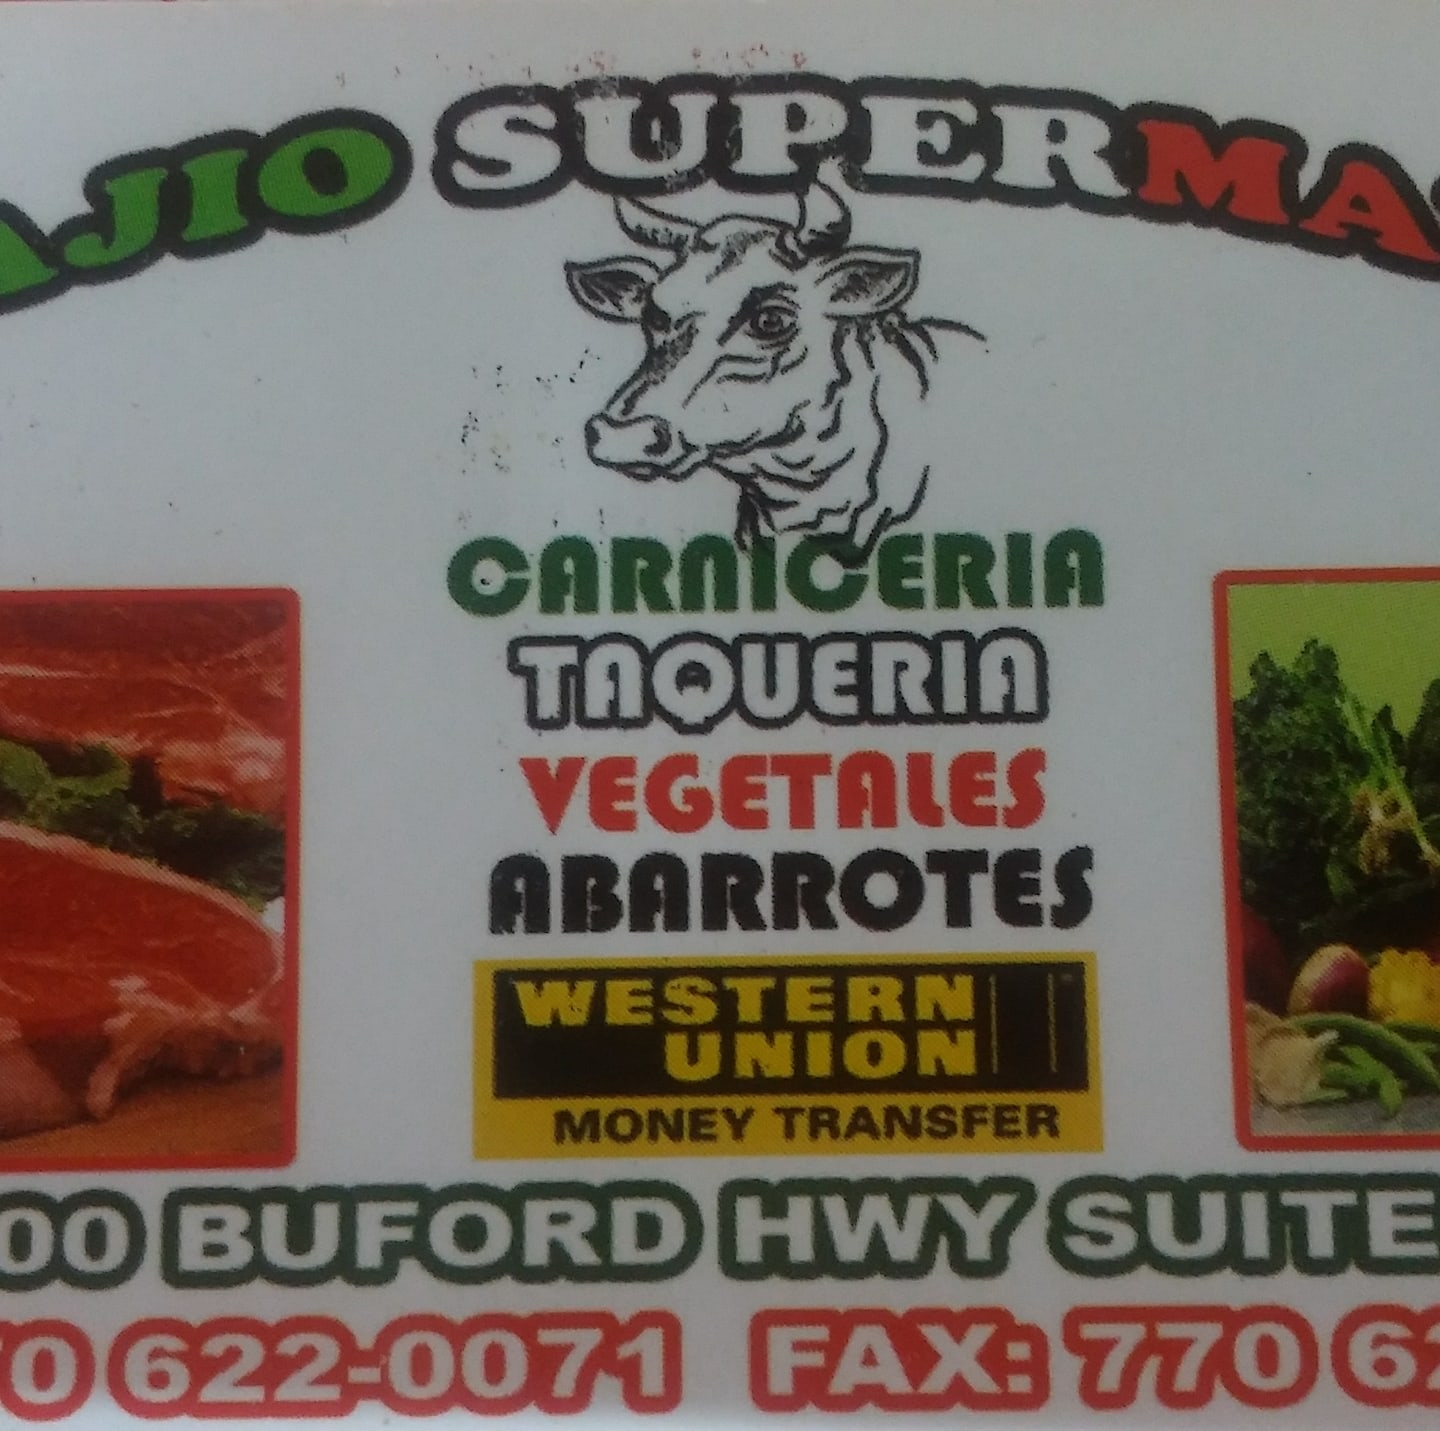 AJIO SUPERMA
CARNICERIA
TAQUERIA
VEGETALES
ABARROTES
WESTERN
UNION
MONEY TRANSFER
00 BUFORD HWY SUITE
70 622-0071 FAX: 770 62